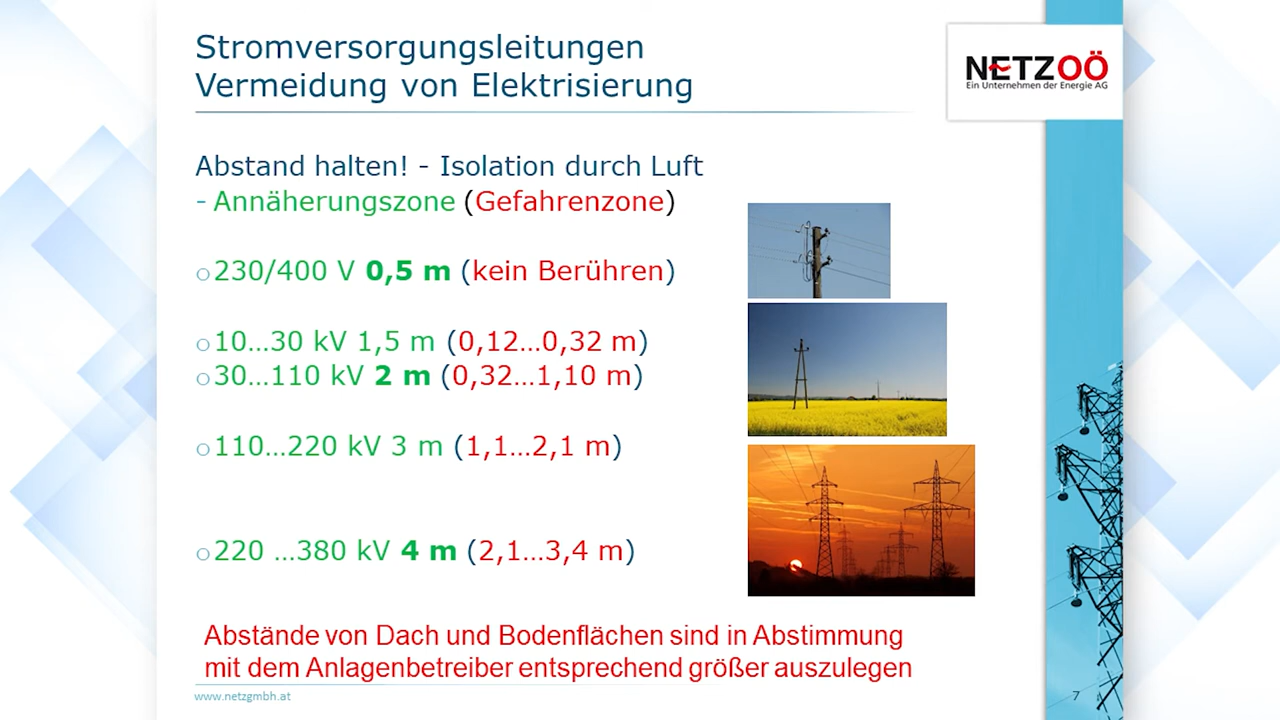 Stromversorgungsleitungen
Vermeidung von Elektrisierung
NETZOÖ
Ein Unternehmen der Energie AG
Abstand halten! - Isolation durch Luft
- Annäherungszone (Gefahrenzone)
o 230/400 V 0,5 m (kein Berühren)
o 10...30 kV 1,5 m (0,12...0,32 m)
o 30...110 kV 2 m (0,32...1,10 m)
o 110...220 kV 3 m (1,1...2,1 m)
o 220 ...380 kV 4 m (2,1...3,4 m)
Abstände von Dach und Bodenflächen sind in Abstimmung
mit dem Anlagenbetreiber entsprechend größer auszulegen
www.netzgmbh.at
7